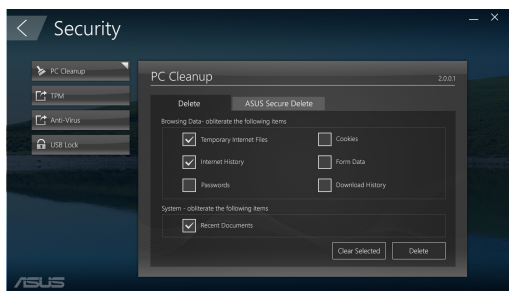 Security
PC Cleanup
TPM
Anti-Virus
USB Lock
PC Cleanup 2.0.0.1
Delete ASUS Secure Delete
Browsing Data- obliterate the following items
Temporary Internet Files Cookies
Internet History Form Data
Passwords Download History
System - obliterate the following items
Recent Documents
Clear Selected Delete
ASUS